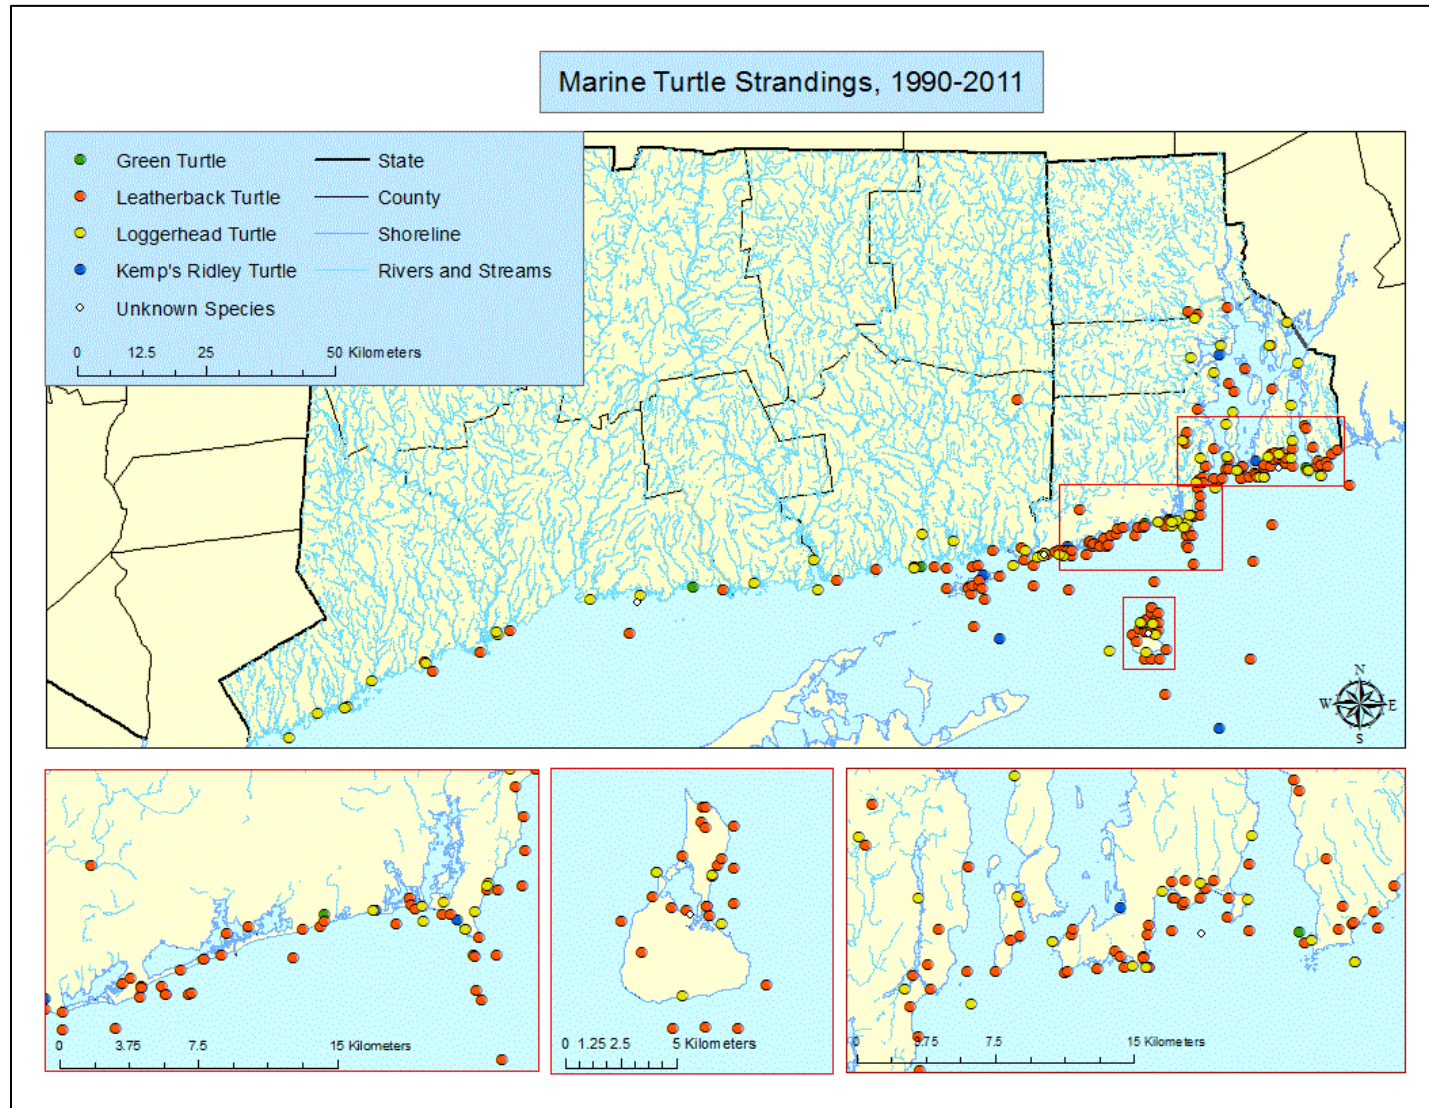 Marine Turtle Strandings, 1990-2011
Green Turtle State
Leatherback Turtle County
Loggerhead Turtle Shoreline
Kemp's Ridley Turtle Rivers and Streams
Unknown Species
0 12.5 25 50 Kilometers
N
W E
S
0 3.75 7.5 15 Kilometers
0 1.25 2.5 5 Kilometers
0 3.75 7.5 15 Kilometers